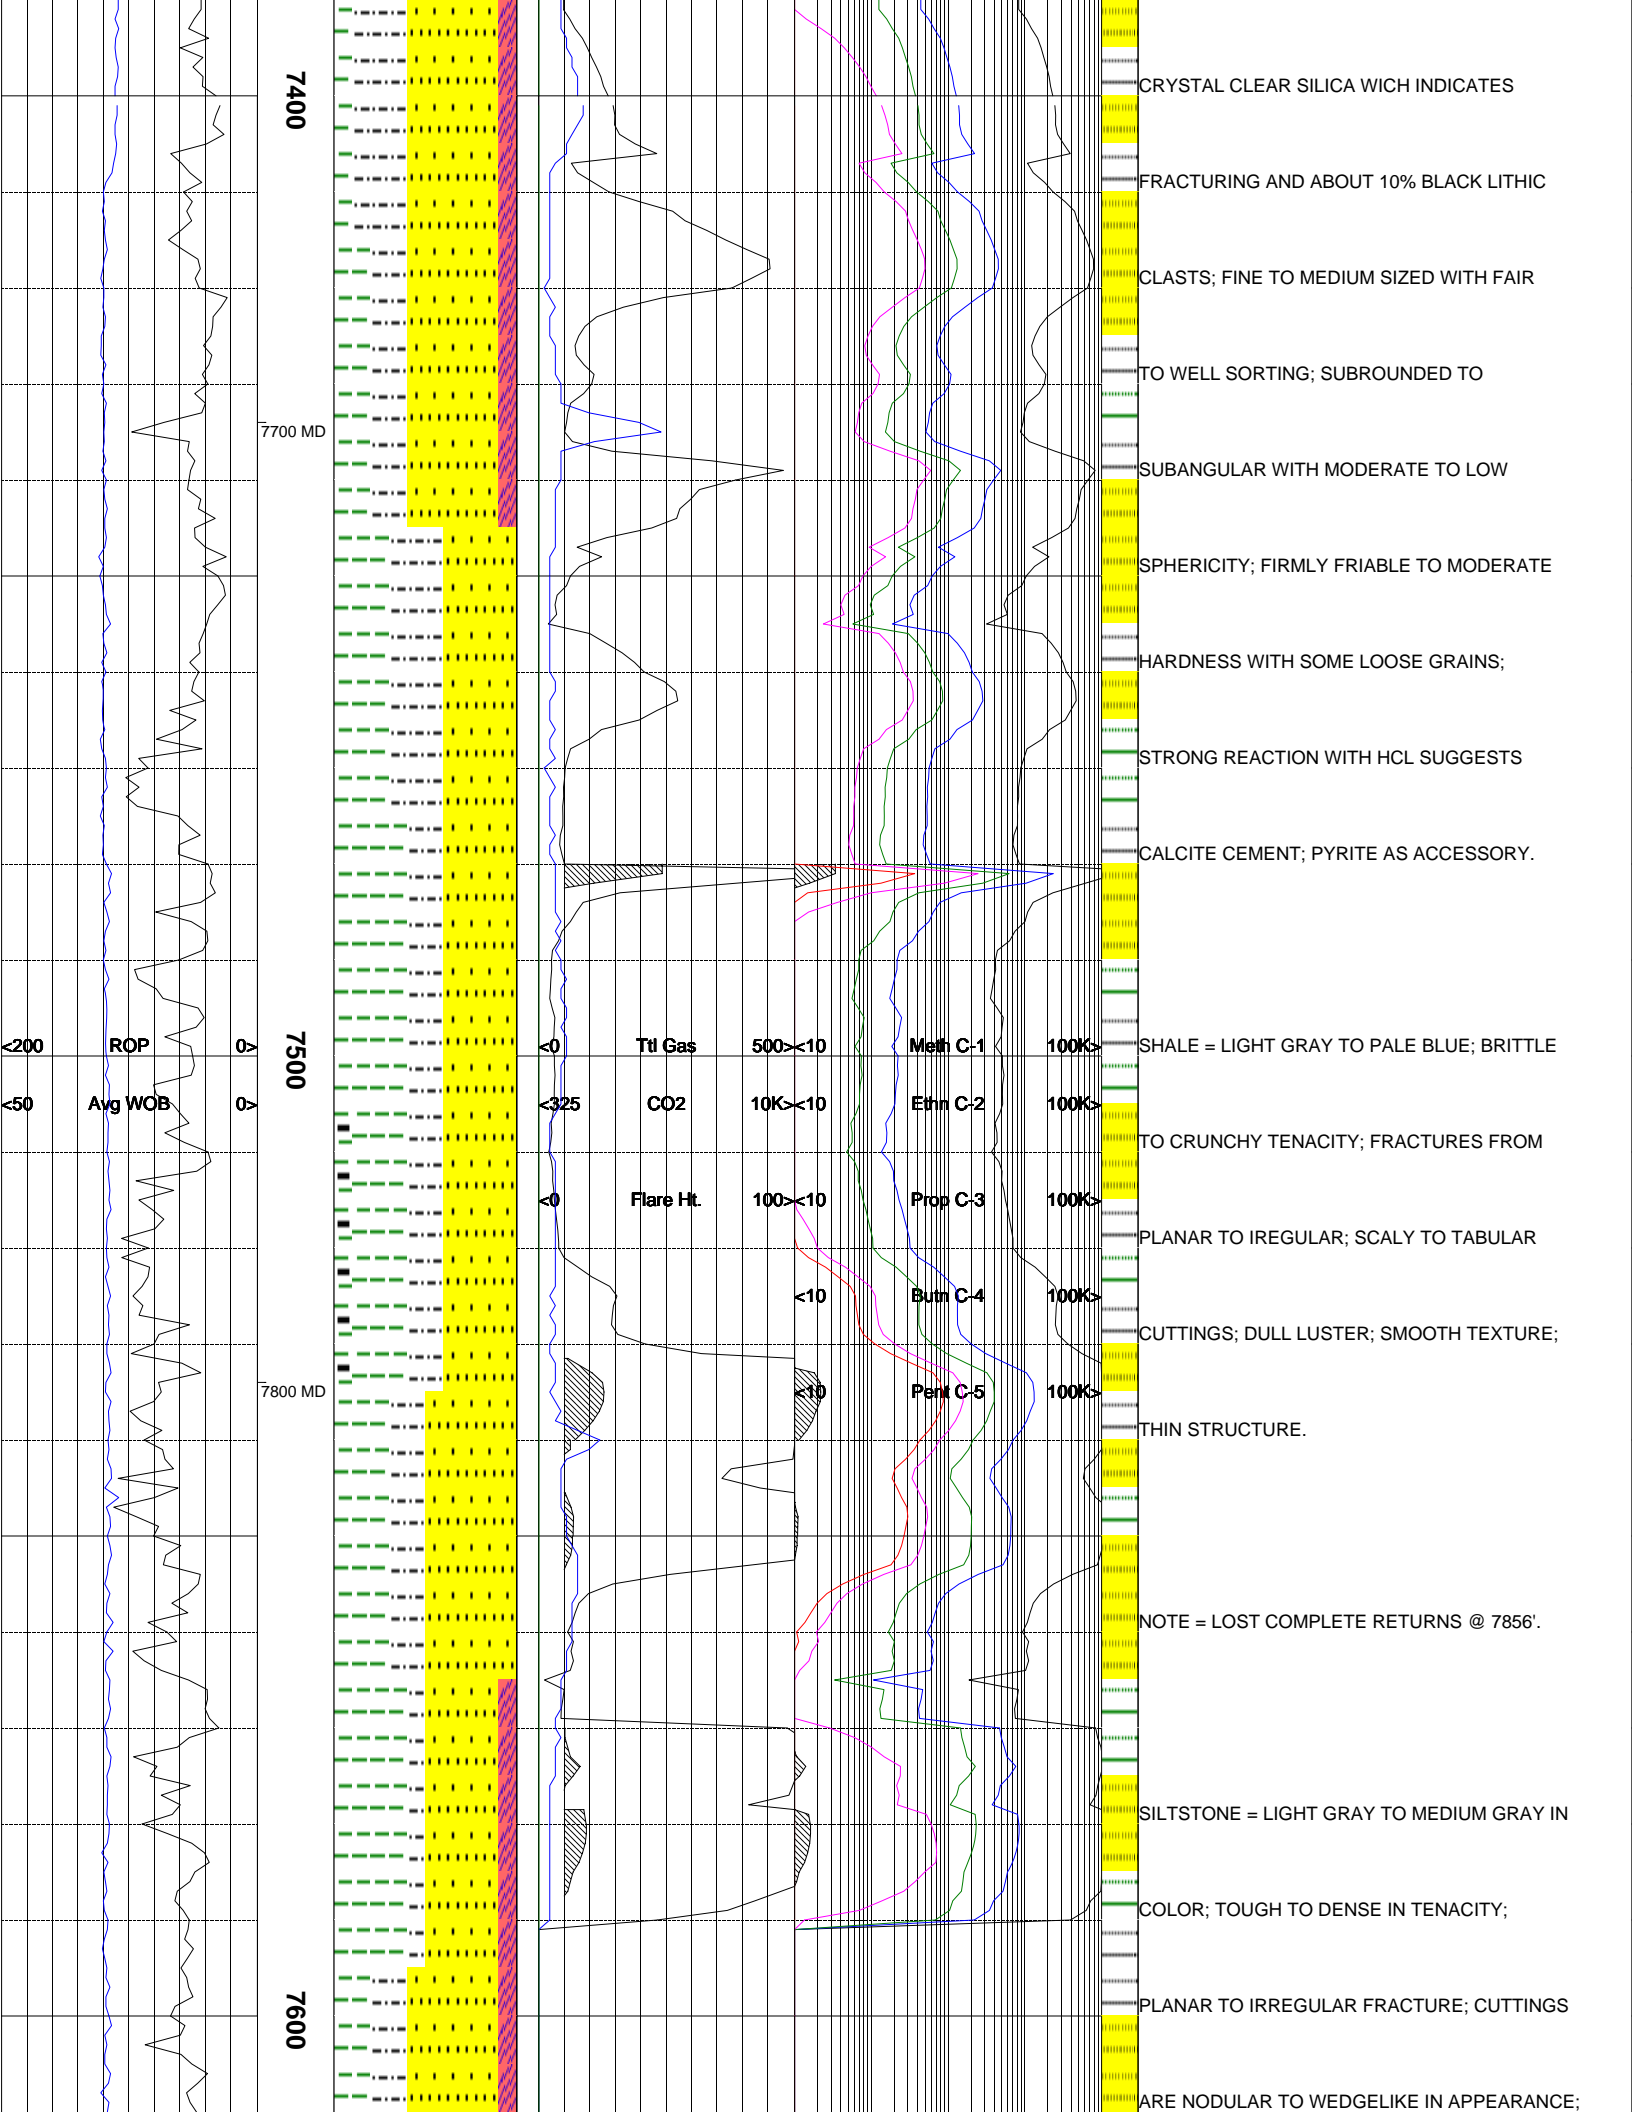 CRYSTAL CLEAR SILICA WICH INDICATES
7400
FRACTURING AND ABOUT 10% BLACK LITHIC
CLASTS; FINE TO MEDIUM SIZED WITH FAIR
TO WELL SORTING; SUBROUNDED TO
7700 MD
SUBANGULAR WITH MODERATE TO LOW
SPHERICITY; FIRMLY FRIABLE TO MODERATE
HARDNESS WITH SOME LOOSE GRAINS;
STRONG REACTION WITH HCL SUGGESTS
CALCITE CEMENT; PYRITE AS ACCESSORY.
<200 ROP 0> 7500 <0 Ttl Gas 500> <10 Meth C-1 100K> SHALE = LIGHT GRAY TO PALE BLUE; BRITTLE
<50 Avg WOB 0> <325 CO2 10K> <10 Ethn C-2 100K>
TO CRUNCHY TENACITY; FRACTURES FROM
<0 Flare Ht. 100> <10 Prop C-3 100K>
PLANAR TO IREGULAR; SCALY TO TABULAR
<10 Butn C-4 100K>
CUTTINGS; DULL LUSTER; SMOOTH TEXTURE;
7800 MD <10 Pent C-5 100K>
THIN STRUCTURE.
NOTE = LOST COMPLETE RETURNS @ 7856'.
SILTSTONE = LIGHT GRAY TO MEDIUM GRAY IN
COLOR; TOUGH TO DENSE IN TENACITY;
7600
PLANAR TO IRREGULAR FRACTURE; CUTTINGS
ARE NODULAR TO WEDGELIKE IN APPEARANCE;